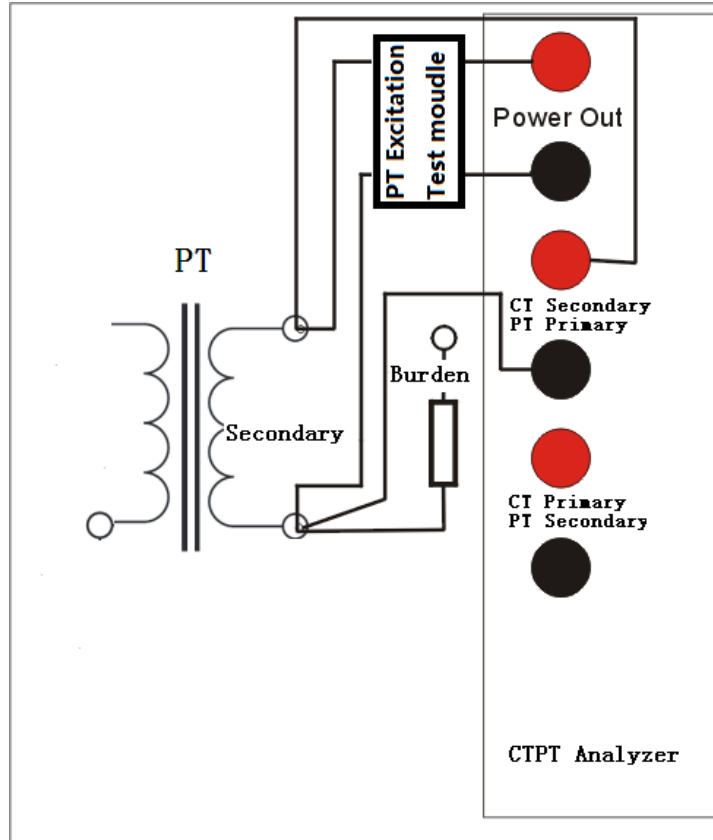 PT Excitation
Test moudle
Power Out
PT
CT Secondary
PT Primary
Burden
Secondary
CT Primary
PT Secondary
CTPT Analyzer